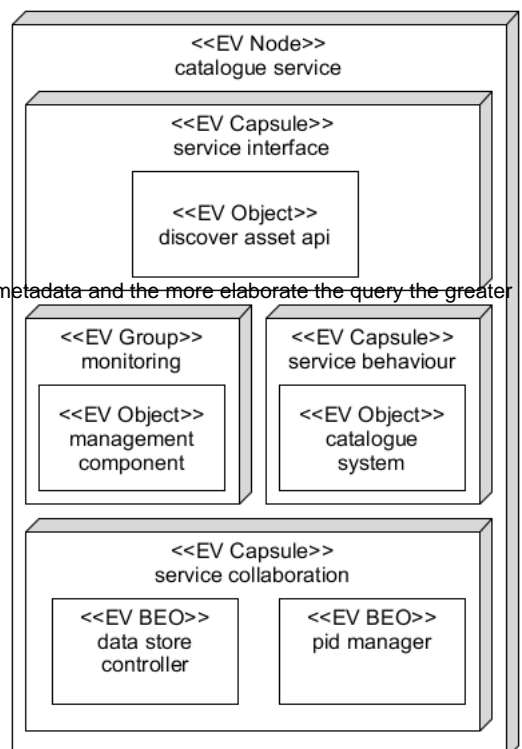 <<EV Node>>
catalogue service
<<EV Capsule>>
service interface
<<EV Object>>
discover asset api
metadata and the more elaborate the query the greater
<<EV Group>>
monitoring
<<EV Object>>
management
component
<<EV Capsule>>
service behaviour
<<EV Object>>
catalogue
system
<<EV Capsule>>
service collaboration
<<EV BEO>>
data store
controller
<<EV BEO>>
pid manager